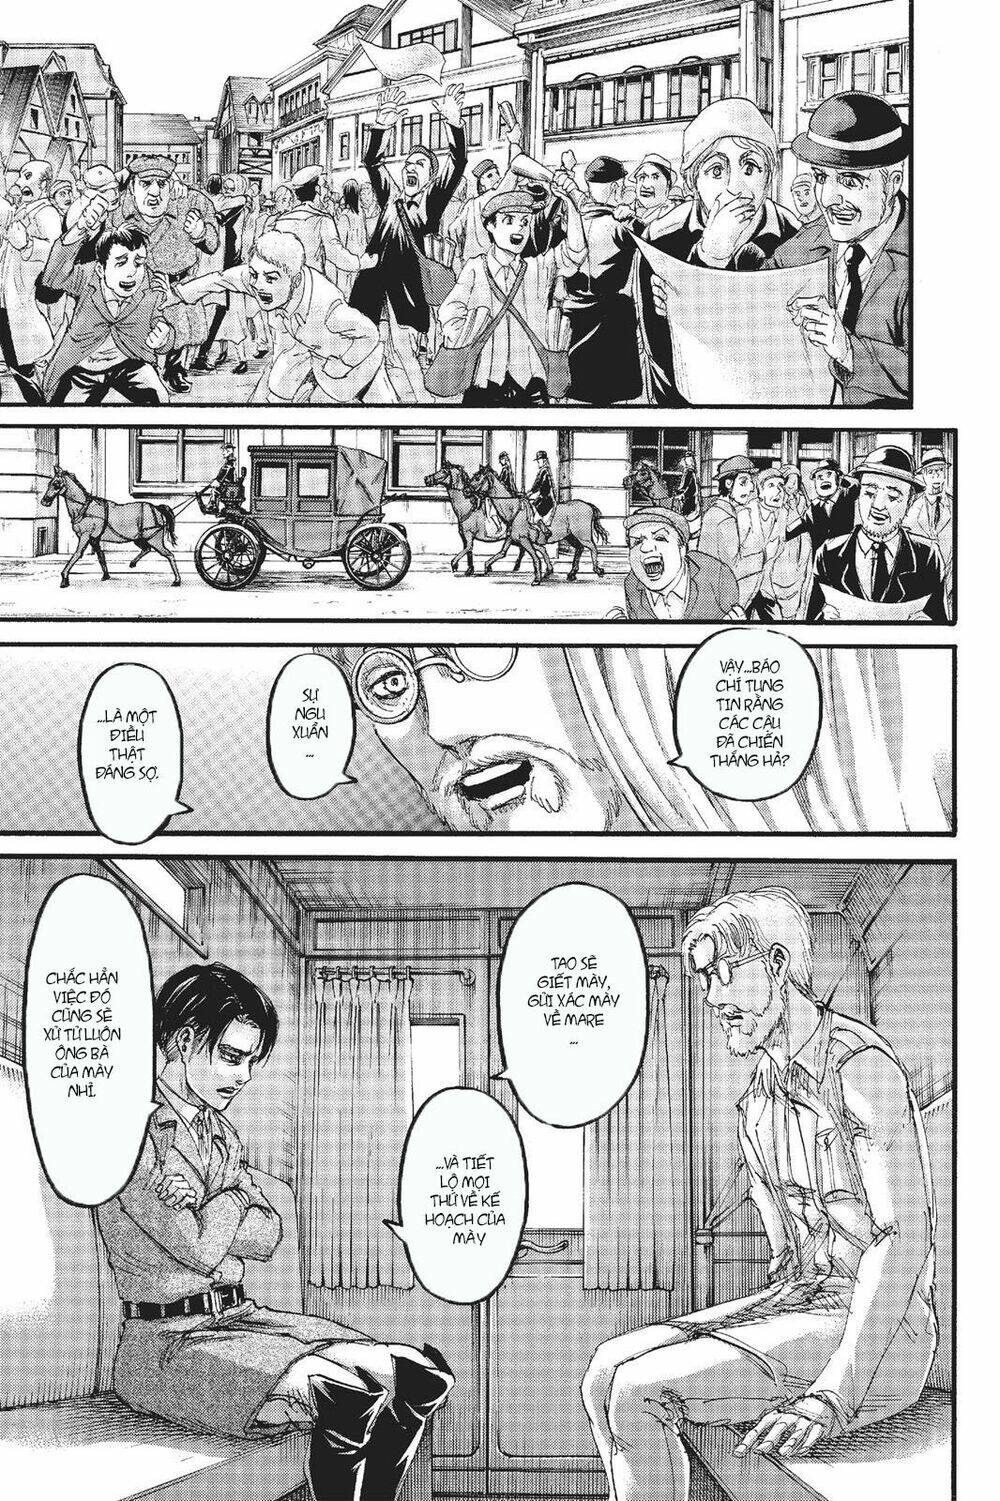 VẬY...BÁO
CHÍ TUNG
TIN RẰNG
CÁC CẬU
ĐÃ CHIẾN
THẮNG HẢ?
SỰ
NGU
XUẨN
...
...LÀ MỘT
ĐIỀU
THẬT
ĐÁNG SỢ.
TAO SẼ
GIẾT MÀY,
GỬI XÁC MÀY
VỀ MARE
...
...VÀ TIẾT
LỘ MỌI
THỨ VỀ KẾ
HOẠCH CỦA
MÀY
CHẮC HẲN
VIỆC ĐÓ
CŨNG SẼ
XỬ TỬ LUÔN
ÔNG BÀ
CỦA MÀY
NHỈ.